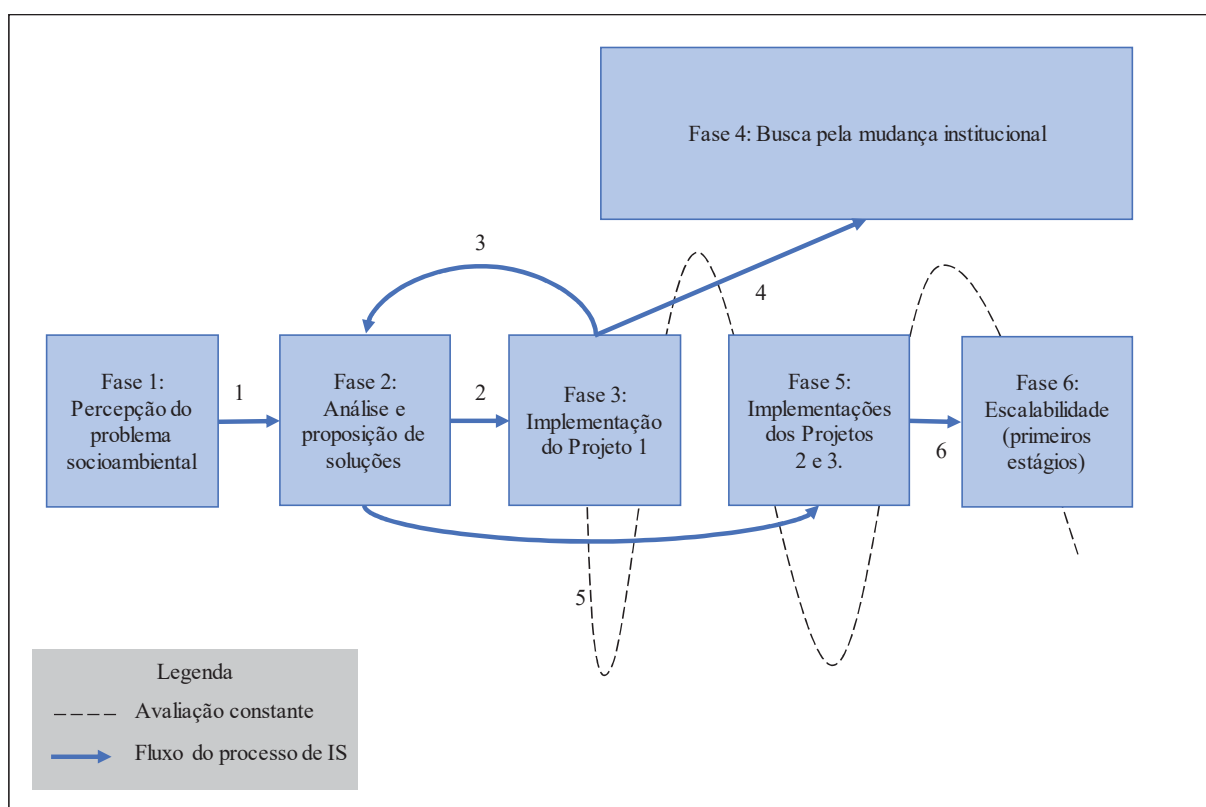 Fase 4: Busca pela mudança institucional
3
4
Fase 1:
Percepção do
problema
socioambiental
1
Fase 2:
Análise e
proposição de
soluções
2
Fase 3:
Implementação
do Projeto 1
Fase 5:
Implementações
dos Projetos
2 e 3.
6
Fase 6:
Escalabilidade
(primeiros
estágios)
5
Legenda
Avaliação constante
Fluxo do processo de IS